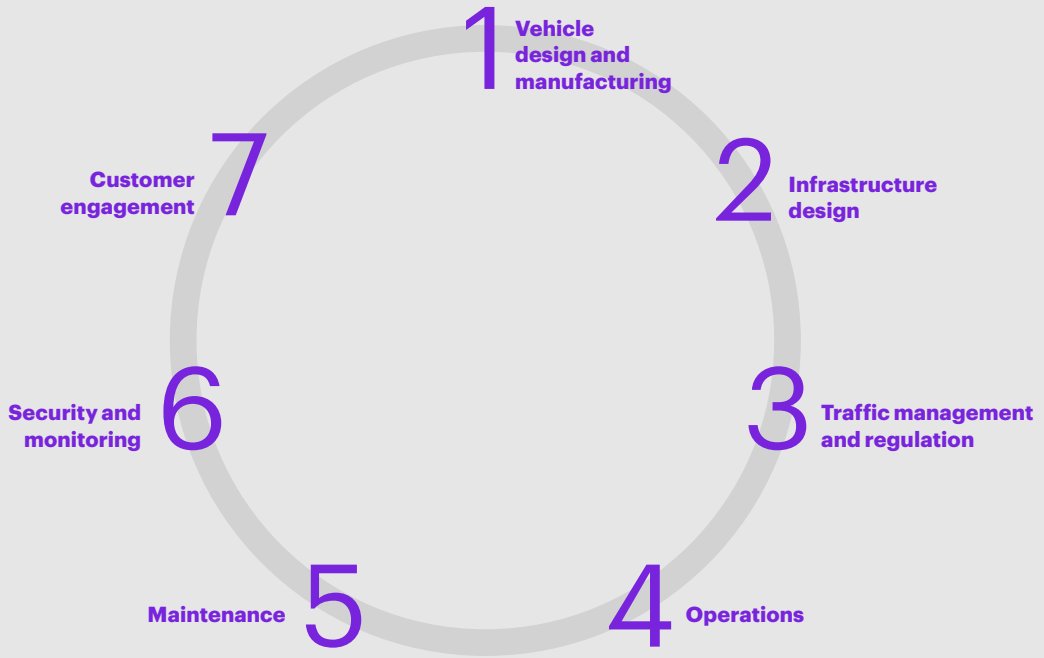 1
Vehicle
design and
manufacturing
2
Infrastructure
design
3
Traffic management
and regulation
4
Operations
5
Maintenance
6
Security and
monitoring
7
Customer
engagement